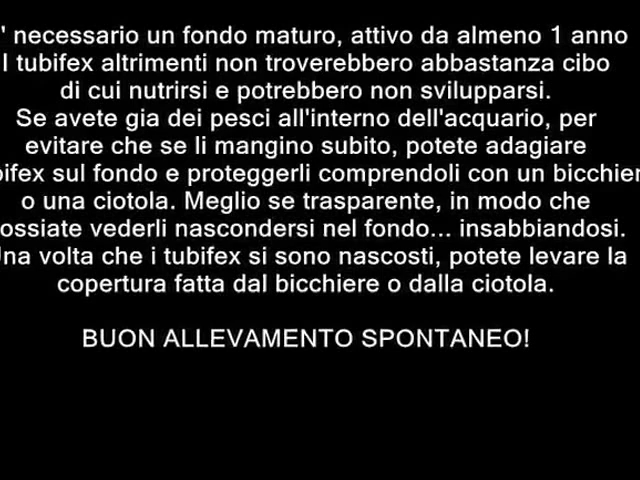 ' necessario un fondo maturo, attivo da almeno 1 anno
I tubifex altrimenti non troverebbero abbastanza cibo
di cui nutrirsi e potrebbero non svilupparsi.
Se avete gia dei pesci all'interno dell'acquario, per
evitare che se li mangino subito, potete adagiare
bifex sul fondo e proteggerli comprendoli con un bicchier
o una ciotola. Meglio se trasparente, in modo che
ossiate vederli nascondersi nel fondo... insabbiandosi.
Una volta che i tubifex si sono nascosti, potete levare la
copertura fatta dal bicchiere o dalla ciotola.
BUON ALLEVAMENTO SPONTANEO!